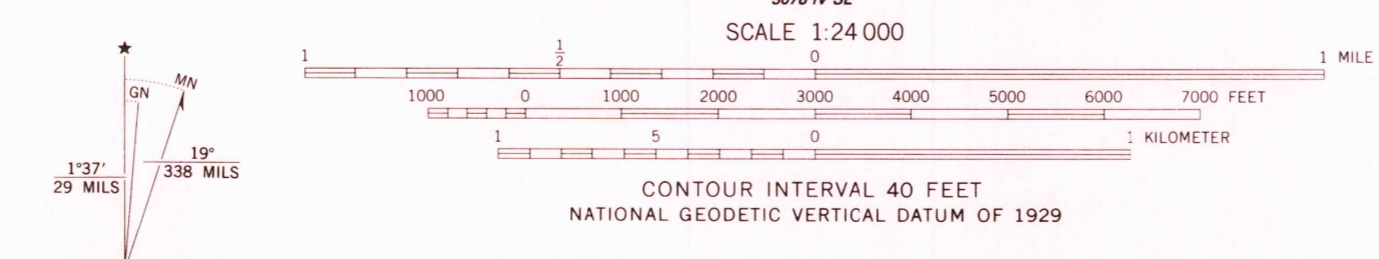 SCALE 1:24 000
1 1/2 0 1 MILE
1000 0 1000 2000 3000 4000 5000 6000 7000 FEET
1 5 0 1 KILOMETER
CONTOUR INTERVAL 40 FEET
NATIONAL GEODETIC VERTICAL DATUM OF 1929
★
GN
MN
1°37′
29 MILS
19°
338 MILS